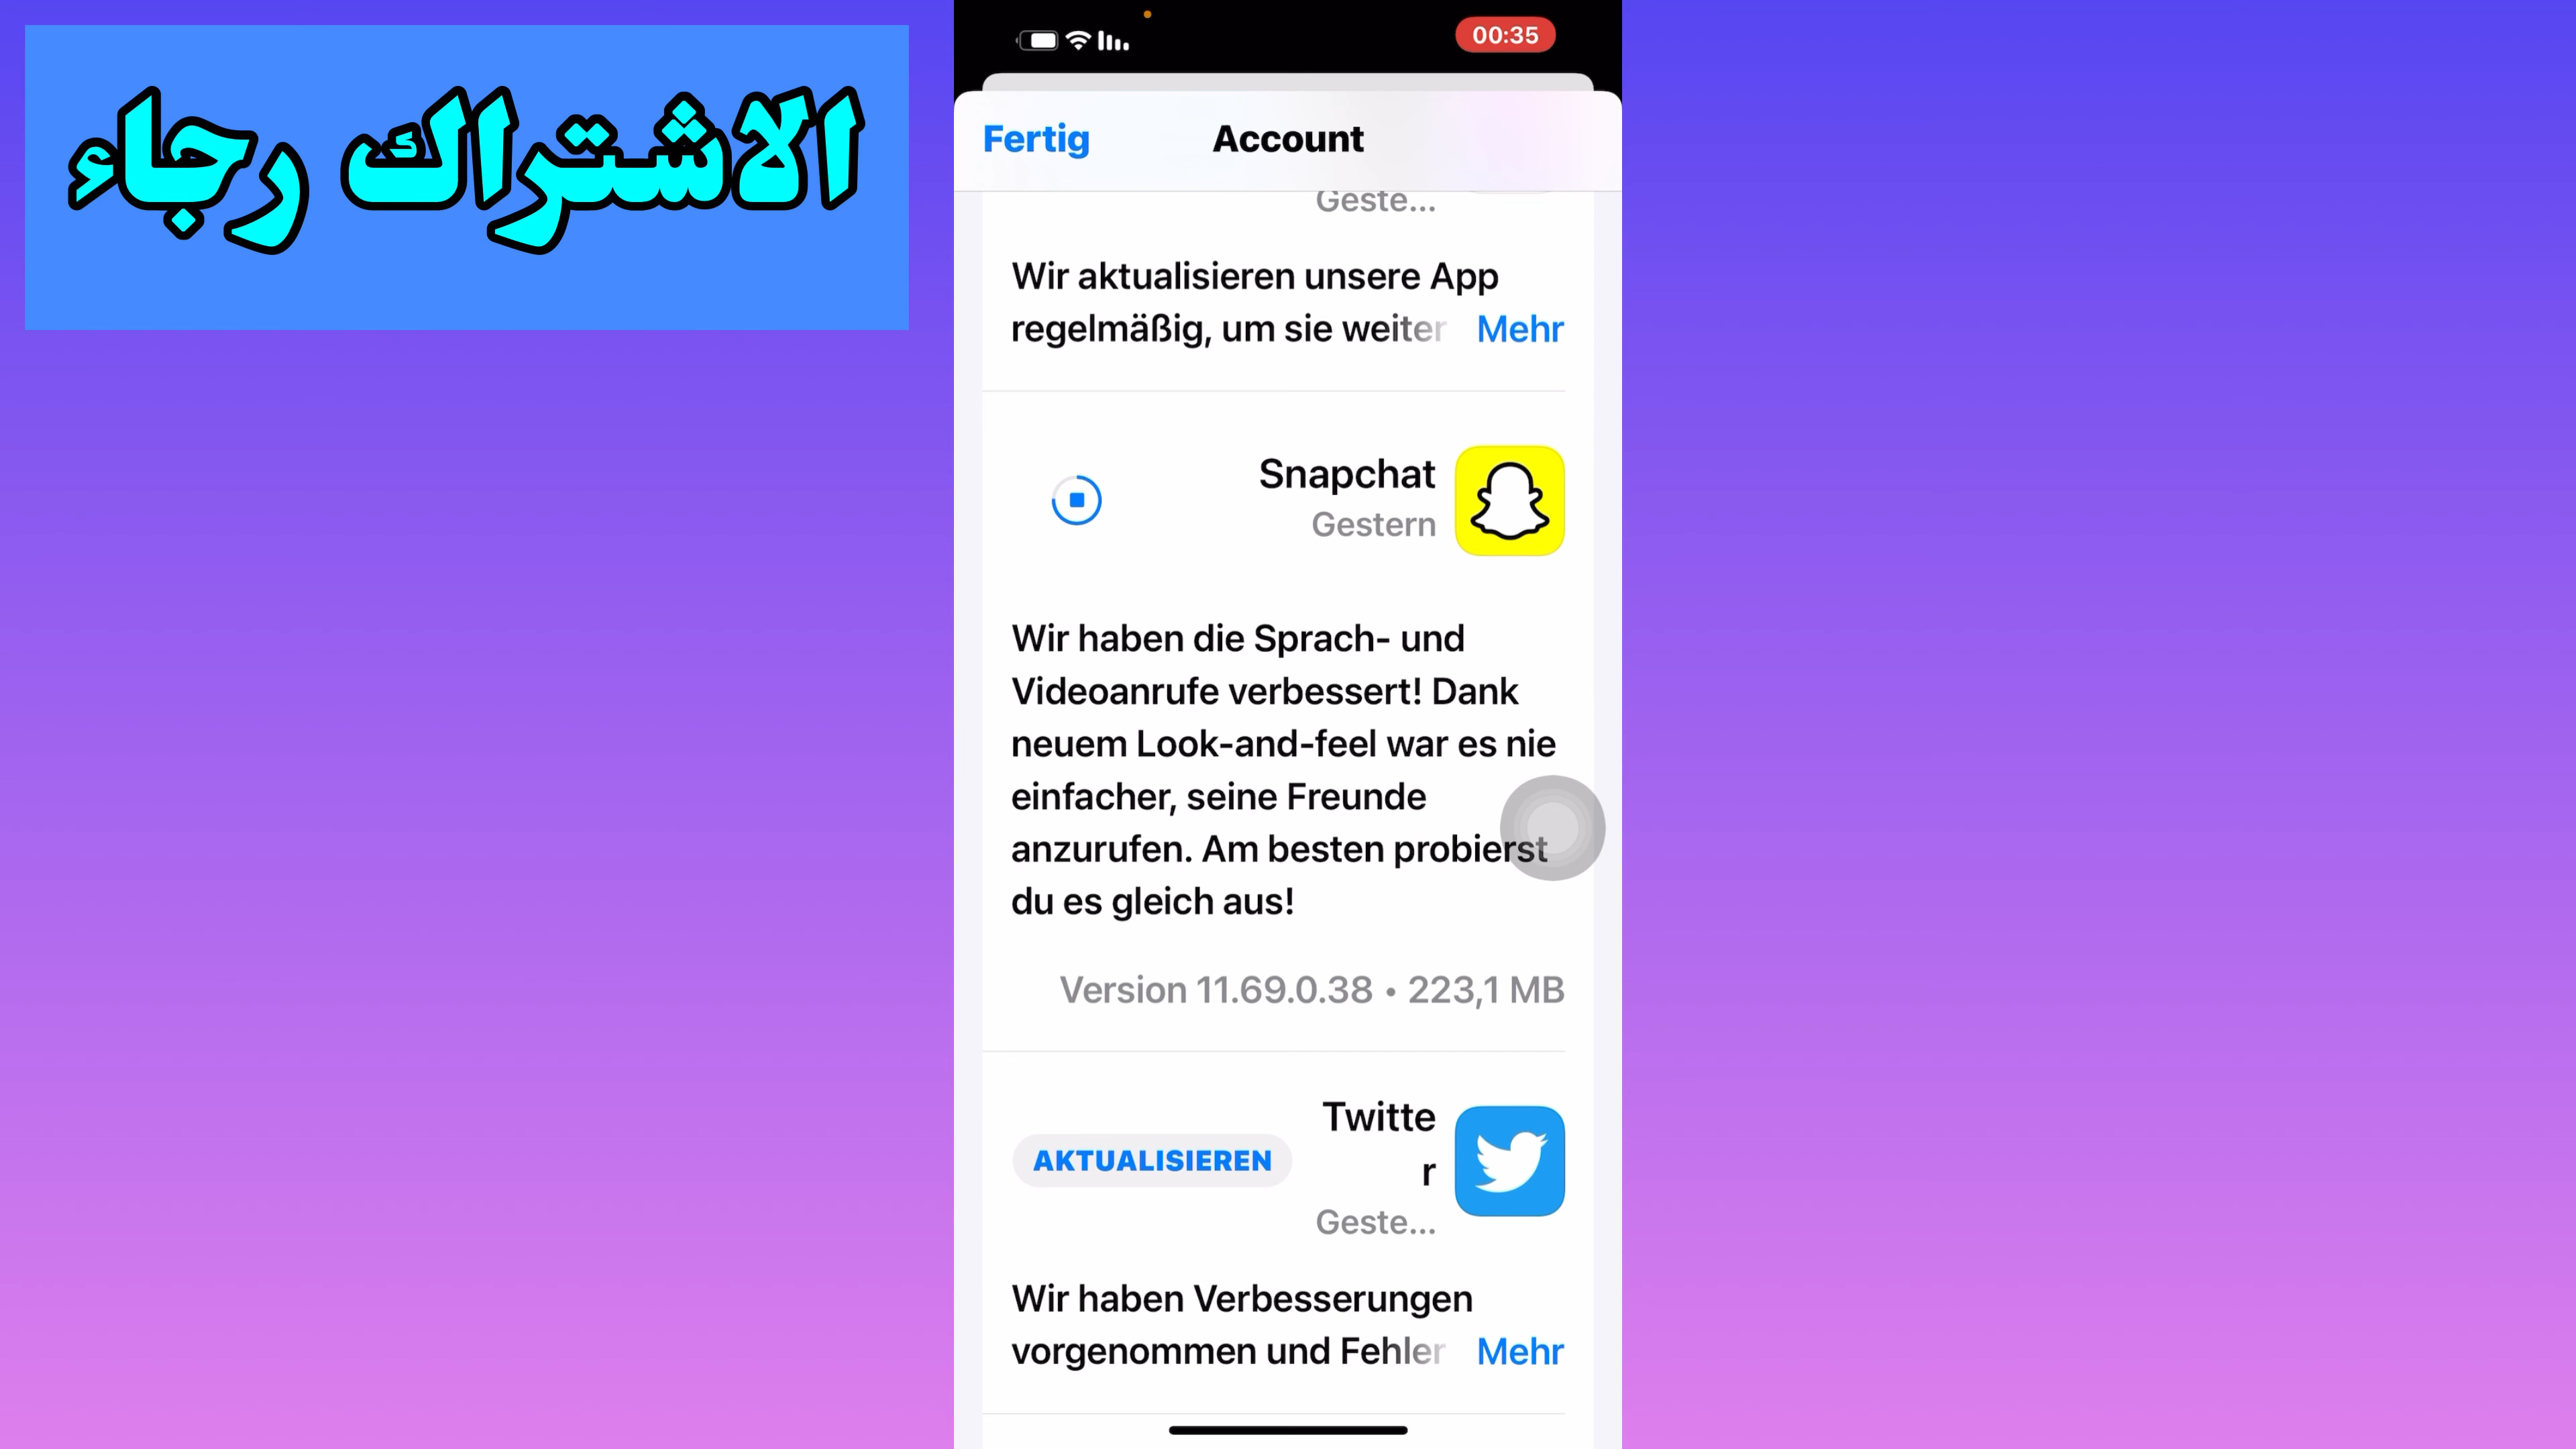 الاشتراك رجاء
00:35
Fertig
Account
Geste...
Wir aktualisieren unsere App
regelmäßig, um sie weiter Mehr
Snapchat
Gestern
Wir haben die Sprach- und
Videoanrufe verbessert! Dank
neuem Look-and-feel war es nie
einfacher, seine Freunde
anzurufen. Am besten probierst
du es gleich aus!
Version 11.69.0.38 • 223,1 MB
Twitte
r
AKTUALISIEREN
Geste...
Wir haben Verbesserungen
vorgenommen und Fehler Mehr